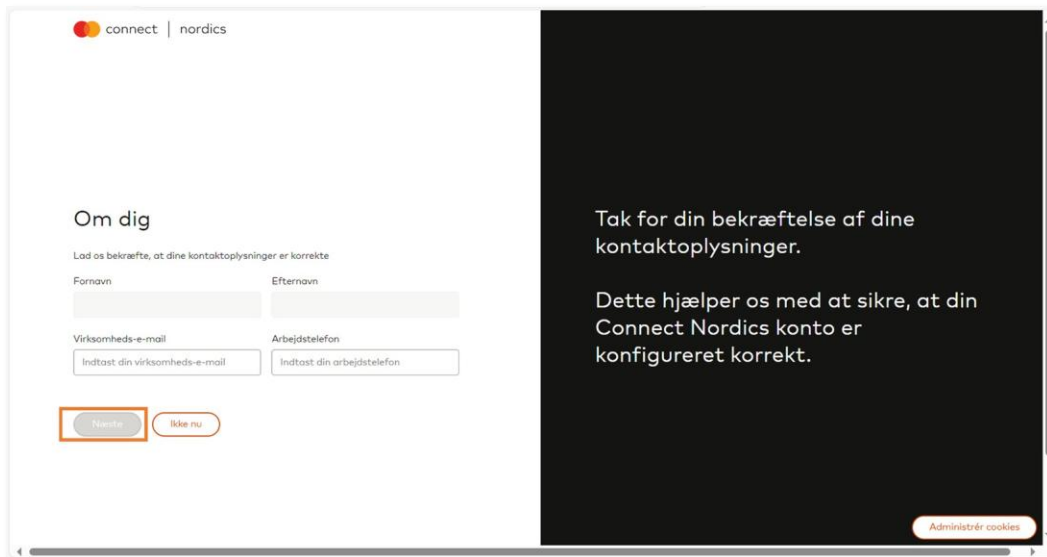 connect | nordics
Om dig
Lad os bekræfte, at dine kontaktoplysninger er korrekte
Fornavn
Efternavn
Virksomheds-e-mail
Arbejdstelefon
Indtast din virksomheds-e-mail
Indtast din arbejdstelefon
Næste
Ikke nu
Tak for din bekræftelse af dine
kontaktoplysninger.
Dette hjælper os med at sikre, at din
Connect Nordics konto er
konfigureret korrekt.
Administrér cookies